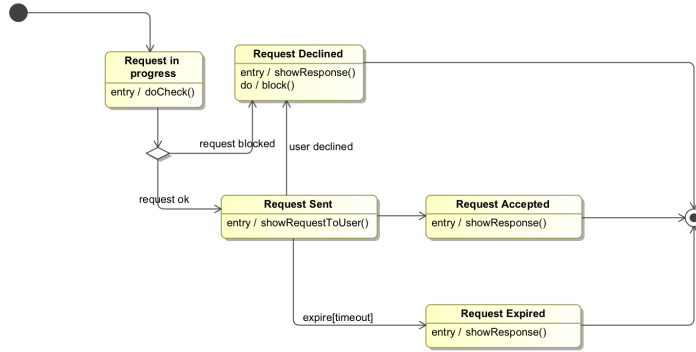 Request in
progress
entry / doCheck()
Request Declined
entry / showResponse()
do / block()
request blocked
user declined
request ok
Request Sent
entry / showRequestToUser()
Request Accepted
entry / showResponse()
expire[timeout]
Request Expired
entry / showResponse()